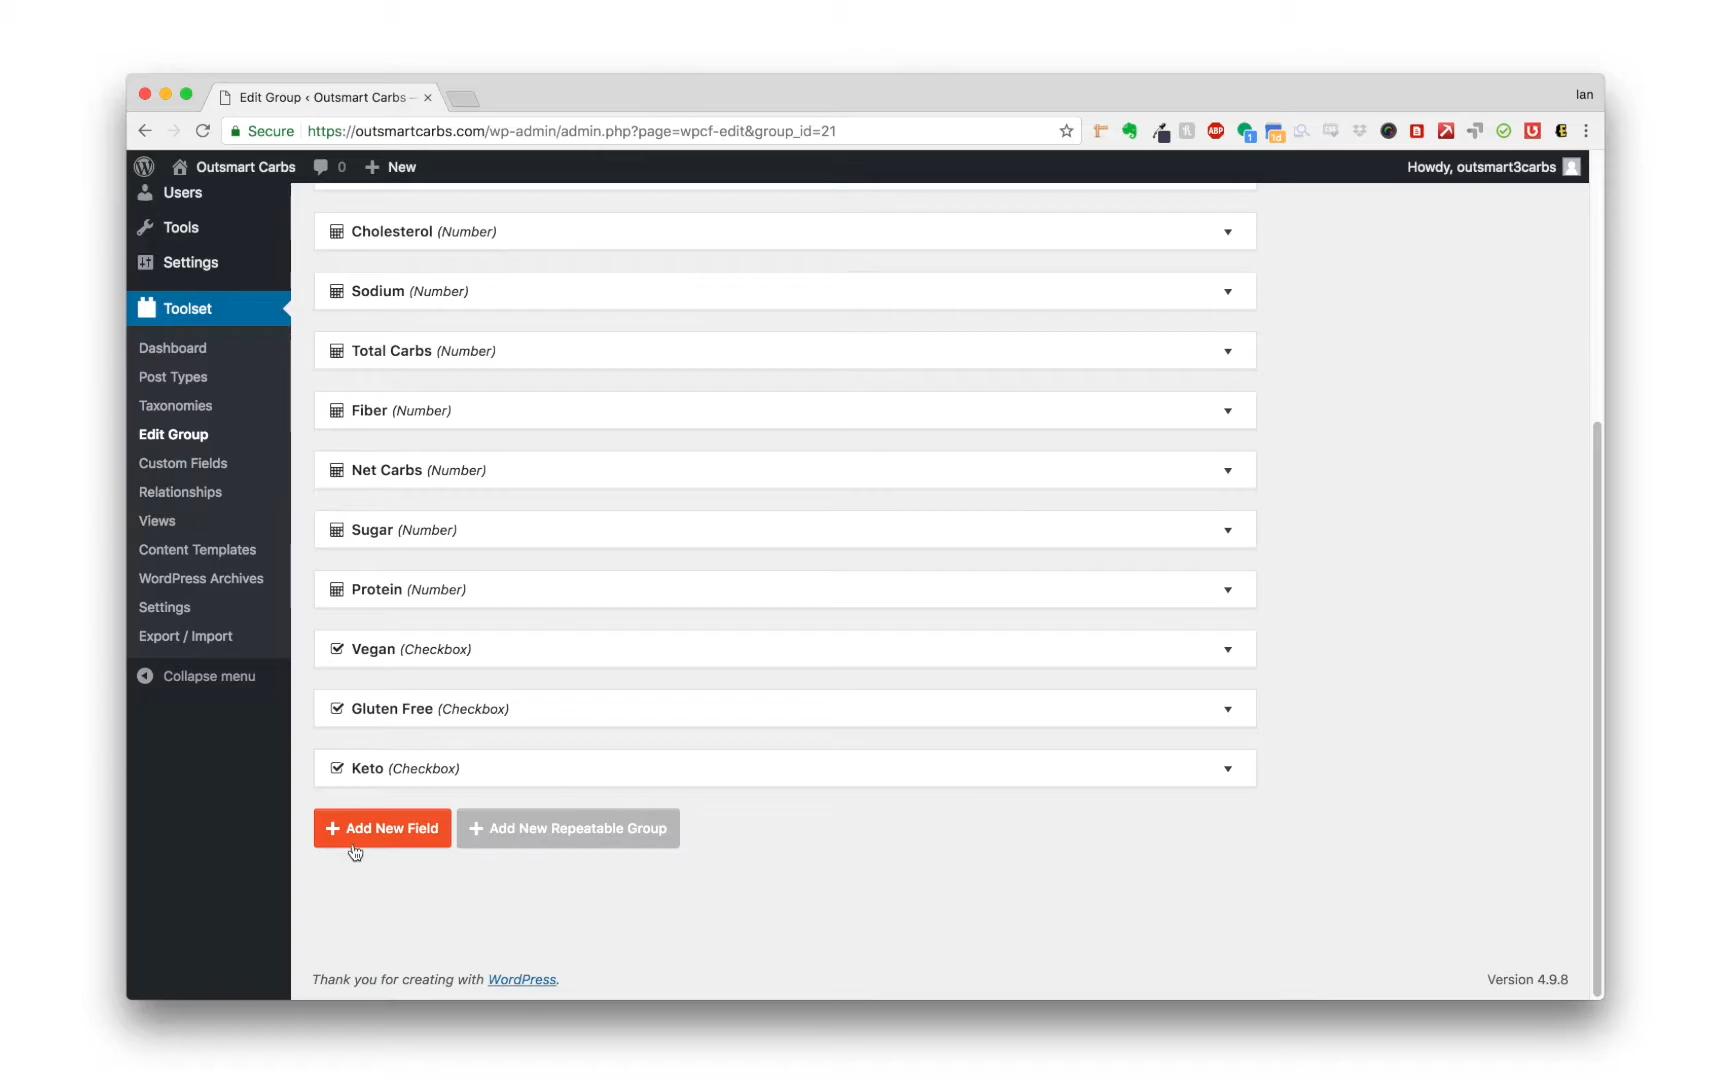 Edit Group ‹ Outsmart Carbs –
Ian
Secure
https://outsmartcarbs.com/wp-admin/admin.php?page=wpcf-edit&group_id=21
ABP
1
1d
Outsmart Carbs
0
New
Howdy, outsmart3carbs
Users
Tools
Settings
Toolset
Dashboard
Post Types
Taxonomies
Edit Group
Custom Fields
Relationships
Views
Content Templates
WordPress Archives
Settings
Export / Import
Collapse menu
Cholesterol (Number)
Sodium (Number)
Total Carbs (Number)
Fiber (Number)
Net Carbs (Number)
Sugar (Number)
Protein (Number)
Vegan (Checkbox)
Gluten Free (Checkbox)
Keto (Checkbox)
Add New Field
Add New Repeatable Group
Thank you for creating with WordPress.
Version 4.9.8